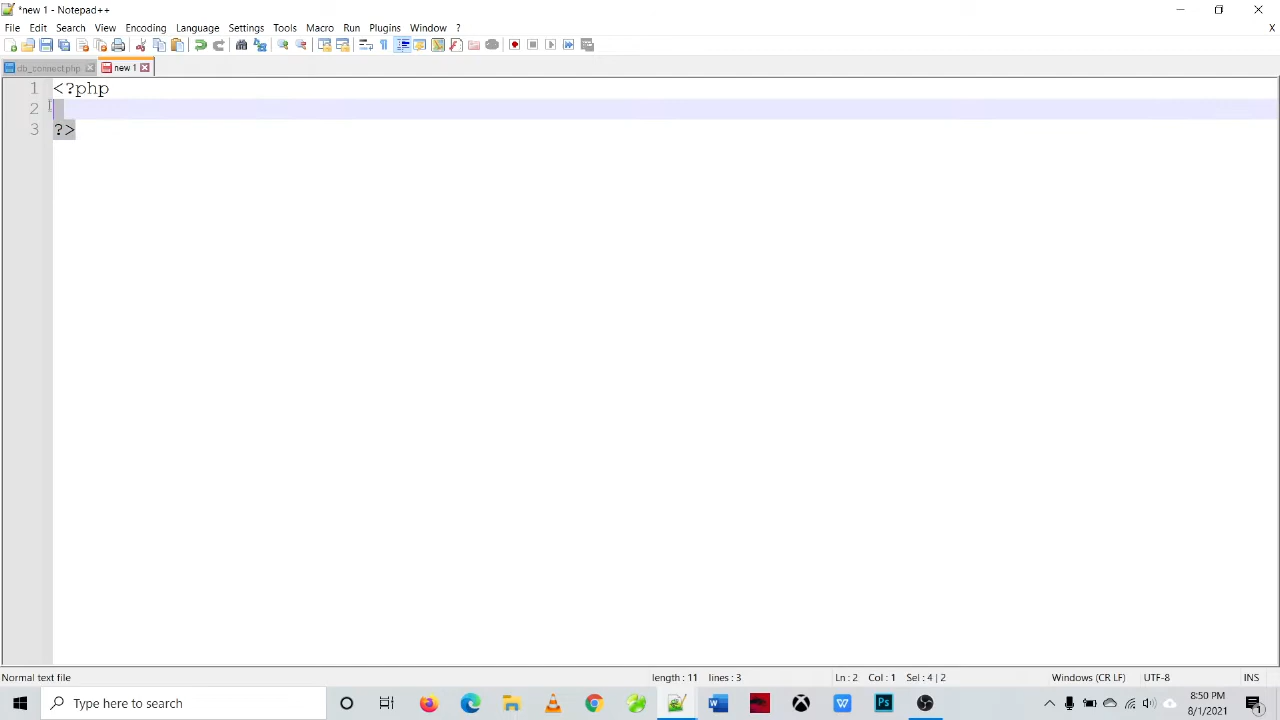 *new 1 - Notepad++
File Edit Search View Encoding Language Settings Tools Macro Run Plugins Window ? X
db_connect.php new 1
1 <?php
2
3 ?>
Normal text file length : 11 lines : 3 Ln : 2 Col : 1 Sel : 4 | 2 Windows (CR LF) UTF-8 INS
Type here to search
8:50 PM
8/1/2021